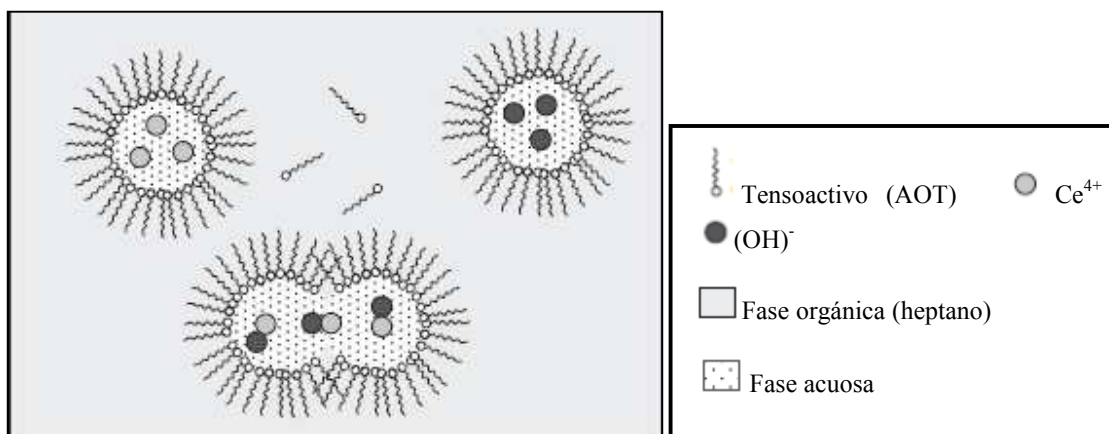 Tensoactivo (AOT) Ce⁴⁺
(OH)⁻
Fase orgánica (heptano)
Fase acuosa